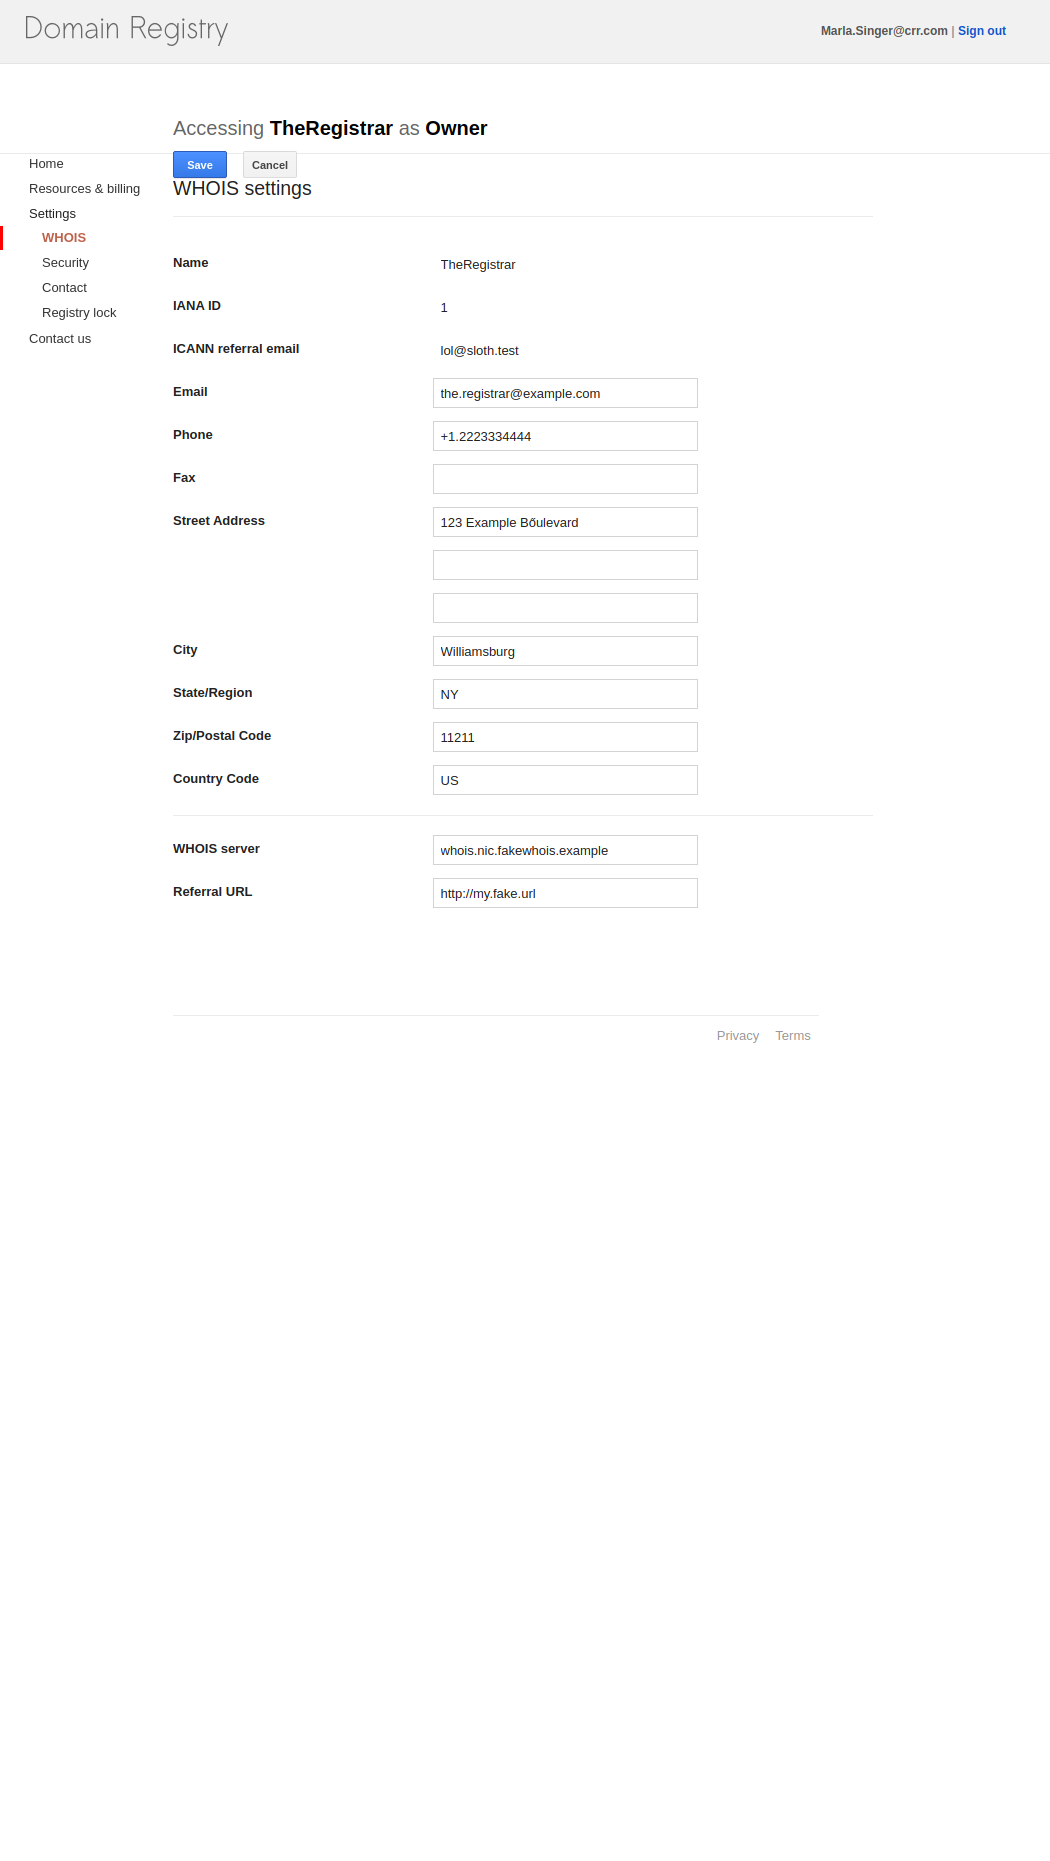 Domain Registry
Marla.Singer@crr.com | Sign out
Accessing TheRegistrar as Owner
Save Cancel
Home
Resources & billing
Settings
WHOIS
Security
Contact
Registry lock
Contact us
WHOIS settings
Name TheRegistrar
IANA ID 1
ICANN referral email lol@sloth.test
Email the.registrar@example.com
Phone +1.2223334444
Fax
Street Address 123 Example Bőulevard
City Williamsburg
State/Region NY
Zip/Postal Code 11211
Country Code US
WHOIS server whois.nic.fakewhois.example
Referral URL http://my.fake.url
Privacy Terms